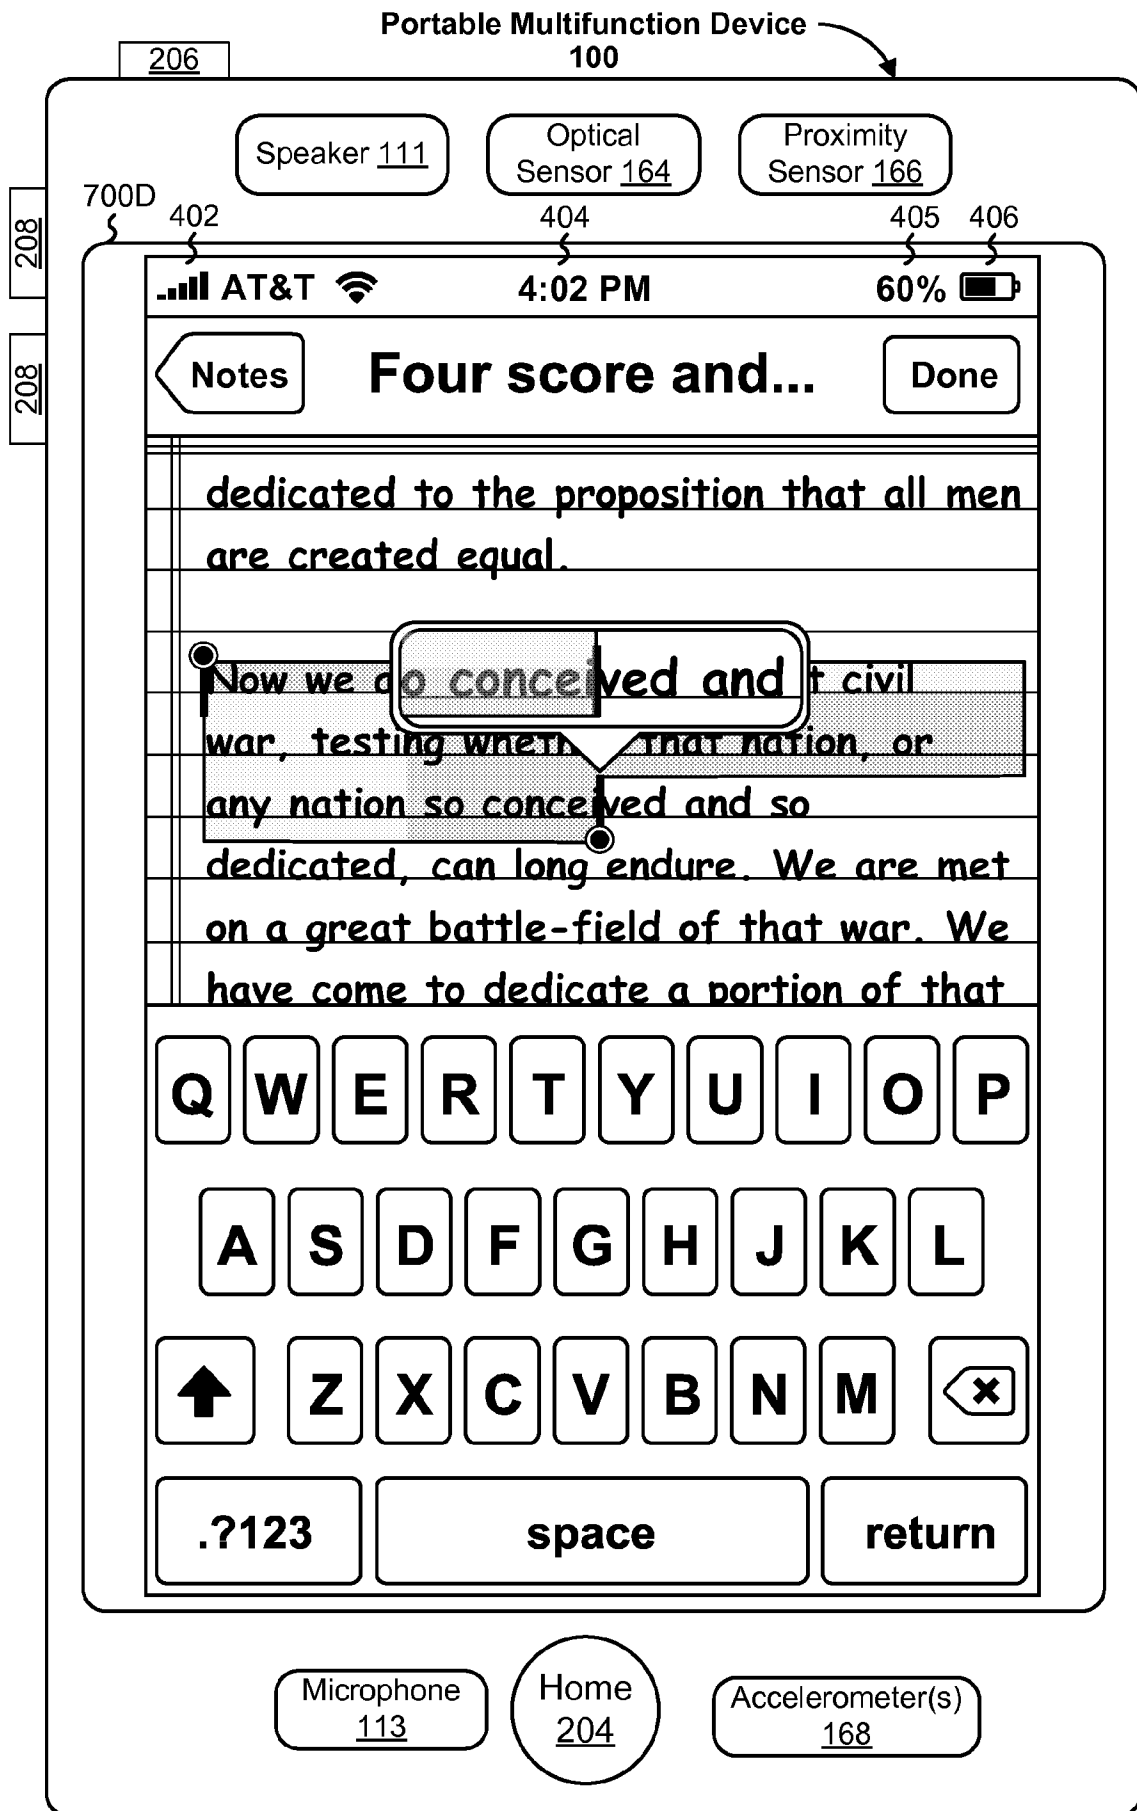 Portable Multifunction Device
100
206
Speaker 111
Optical
Sensor 164
Proximity
Sensor 166
208
208
700D
402
404
405
406
AT&T
4:02 PM
60%
Notes
Four score and...
Done
dedicated to the proposition that all men
are created equal.
o conceived and
Now we civil
war, testing that nation, or
any nation so conceived and so
dedicated, can long endure. We are met
on a great battle-field of that war. We
have come to dedicate a portion of that
Q W E R T Y U I O P
A S D F G H J K L
Z X C V B N M
.?123 space return
Microphone
113
Home
204
Accelerometer(s)
168